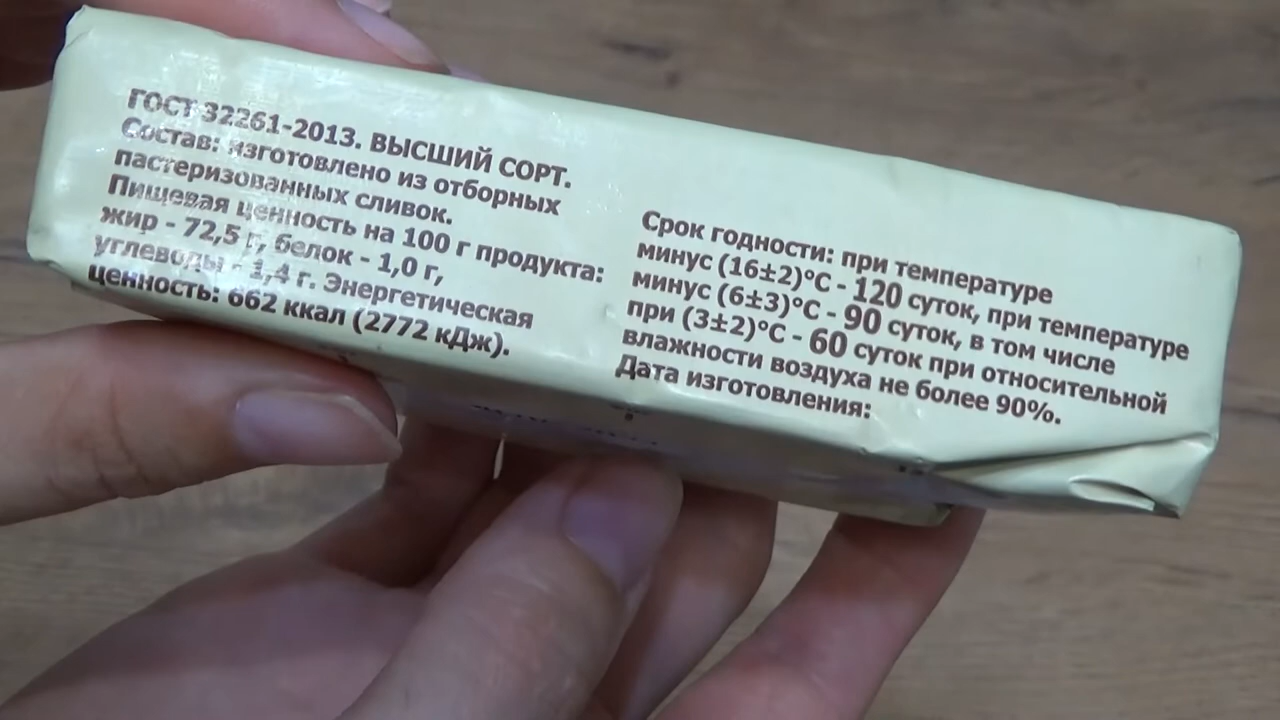 ГОСТ 32261-2013. ВЫСШИЙ СОРТ.
Состав: изготовлено из отборных
пастеризованных сливок.
Пищевая ценность на 100 г продукта:
жир - 72,5 г, белок - 1,0 г,
углеводы - 1,4 г. Энергетическая
ценность: 662 ккал (2772 кДж).
Срок годности: при температуре
минус (16±2)°С - 120 суток, при температуре
минус (6±3)°С - 90 суток, в том числе
при (3±2)°С - 60 суток при относительной
влажности воздуха не более 90%.
Дата изготовления: